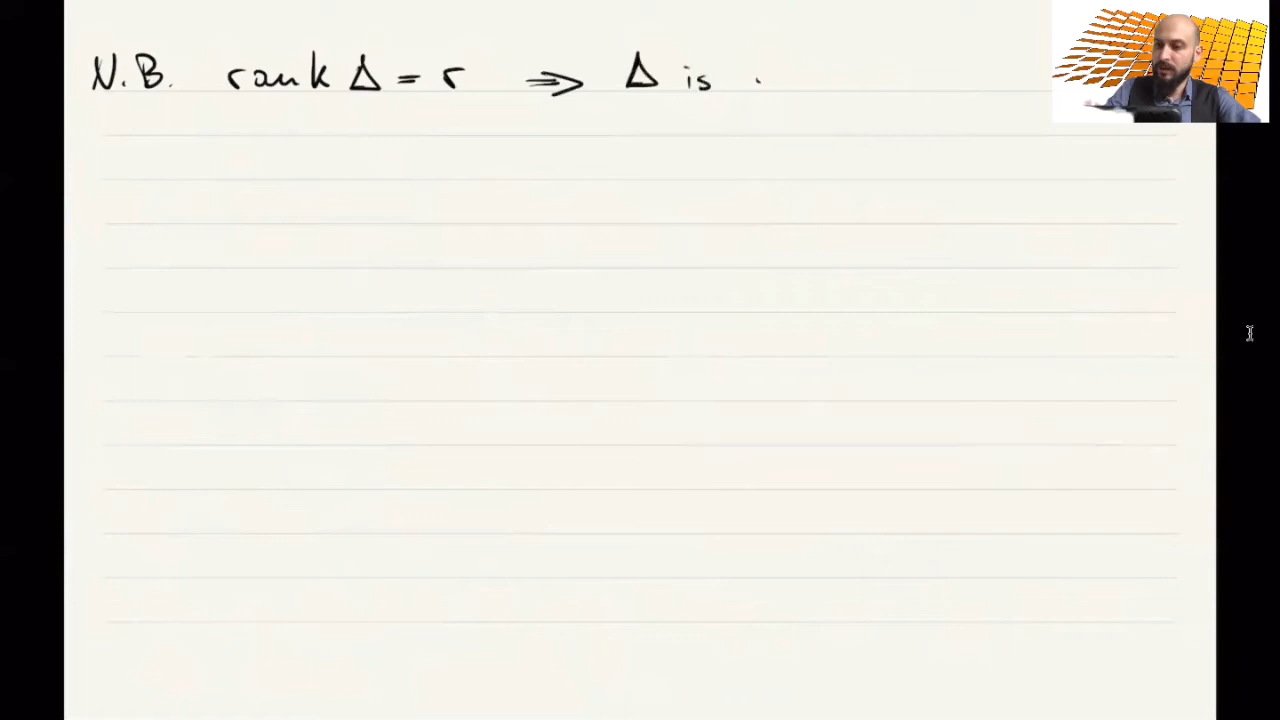 N.B. rank Δ = r ⇒ Δ is